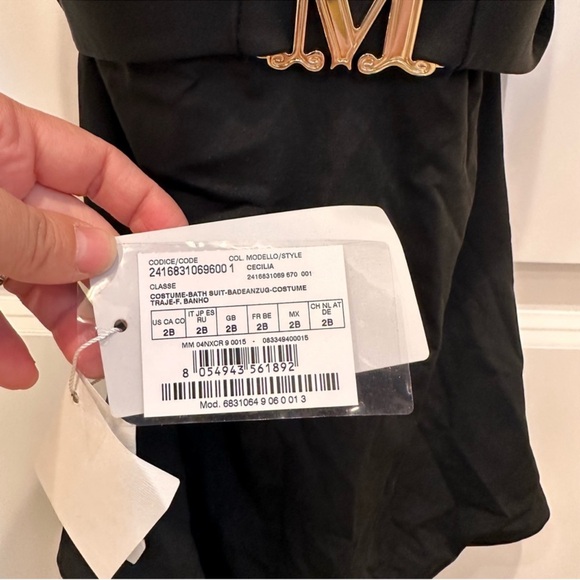 M
CODICE/CODE COL. MODELLO/STYLE
2416831069600 1 CECILIA
2416831069 670 001
CLASSE
COSTUME-BATH SUIT-BADEANZUG-COSTUME
TRAJE-F. BANHO
US CA CO IT JP ES RU GB FR BE MX CH NL AT DE
2B 2B 2B 2B 2B 2B
MM 04NXCR 9 0015 - 083349400015
8 054943 561892
Mod. 6831064 9 06 0 01 3